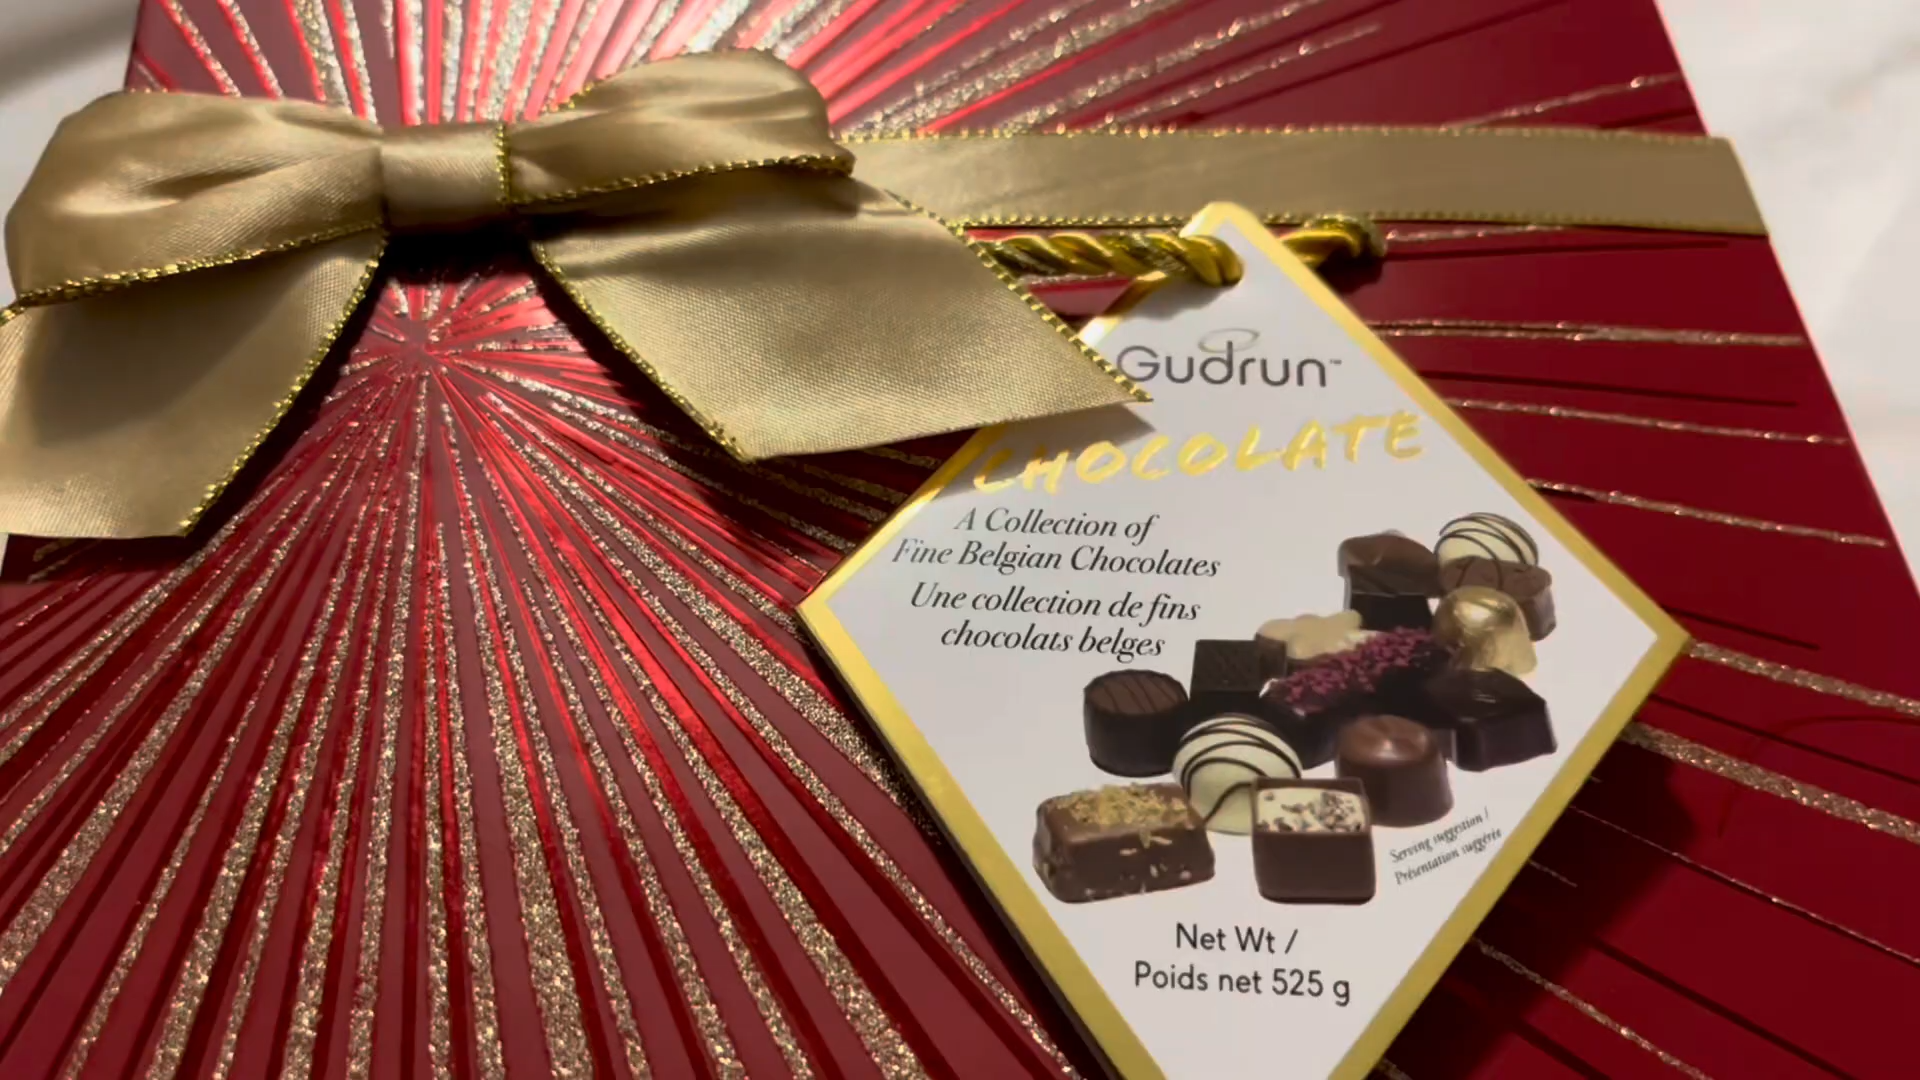 Gudrun™
CHOCOLATE
A Collection of
Fine Belgian Chocolates
Une collection de fins
chocolats belges
Serving suggestion /
Présentation suggérée
Net Wt /
Poids net 525 g